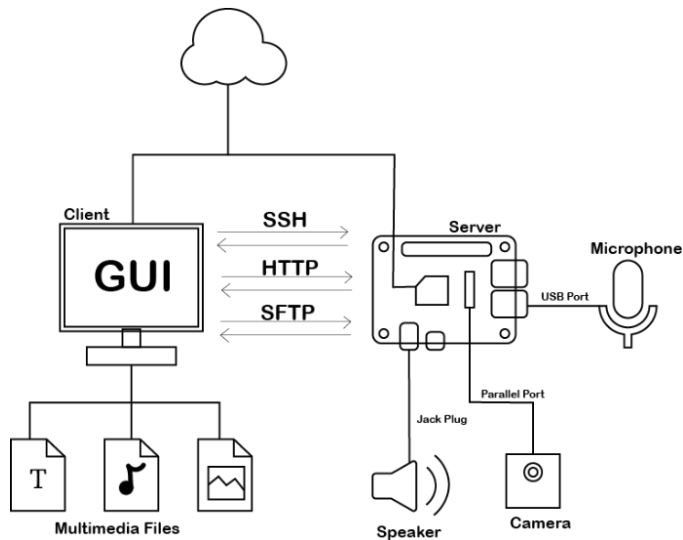 Client
GUI
SSH
HTTP
SFTP
Server
Microphone
USB Port
Parallel Port
Jack Plug
T
Multimedia Files
Speaker
Camera